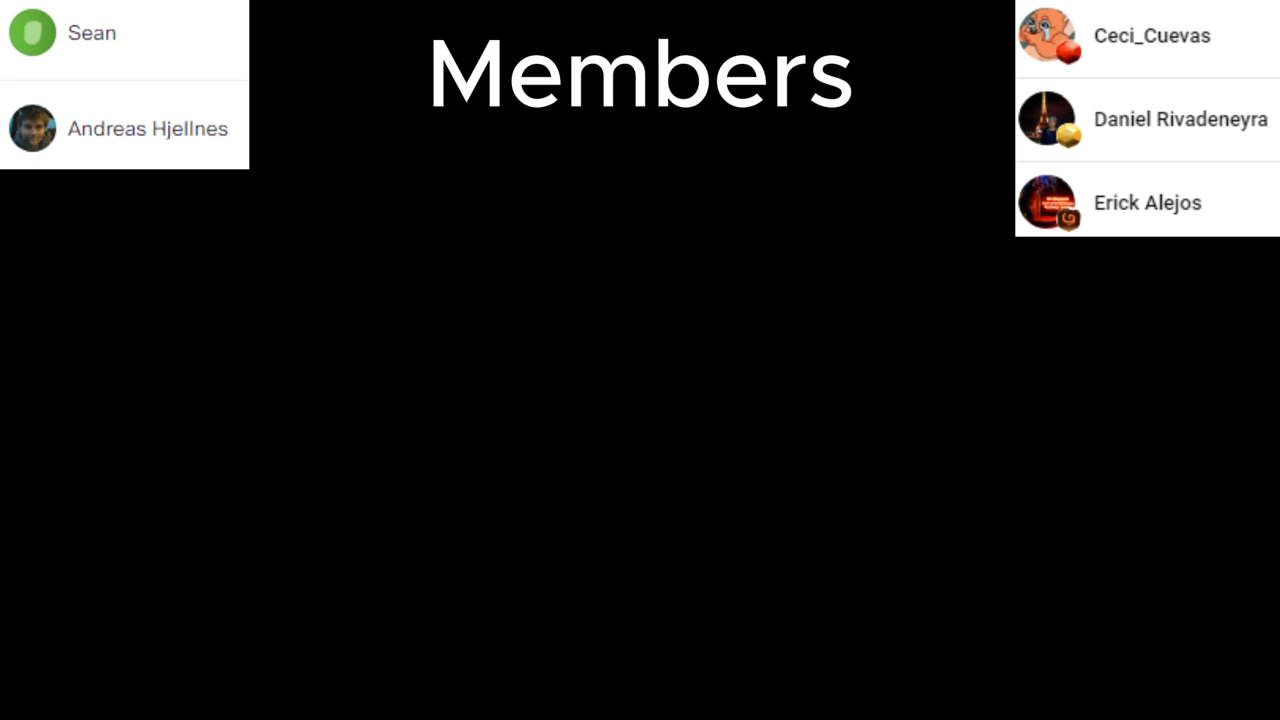 Sean
Andreas Hjellnes
Members
Ceci_Cuevas
Daniel Rivadeneyra
Erick Alejos